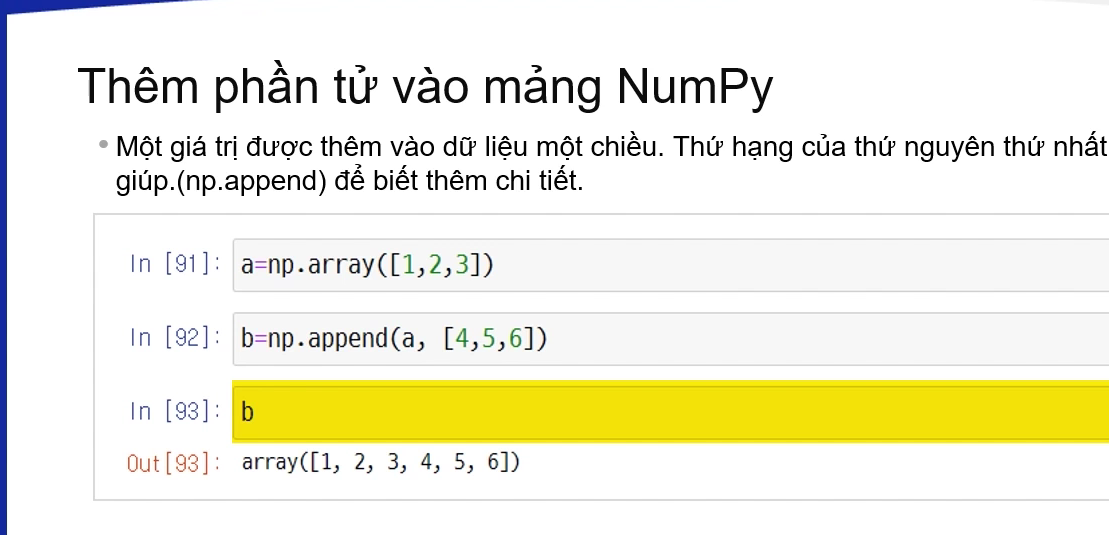 Thêm phần tử vào mảng NumPy
• Một giá trị được thêm vào dữ liệu một chiều. Thứ hạng của thứ nguyên thứ nhất
giúp.(np.append) để biết thêm chi tiết.
In [91]: a=np.array([1,2,3])
In [92]: b=np.append(a, [4,5,6])
In [93]: b
Out[93]: array([1, 2, 3, 4, 5, 6])